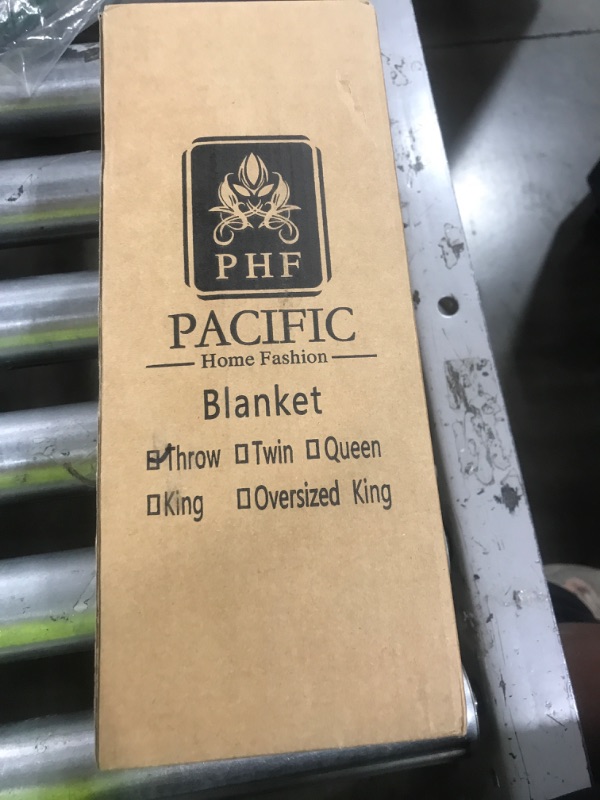 PHF
PACIFIC
Home Fashion
Blanket
☑Throw ☐Twin ☐Queen
☐King ☐Oversized King